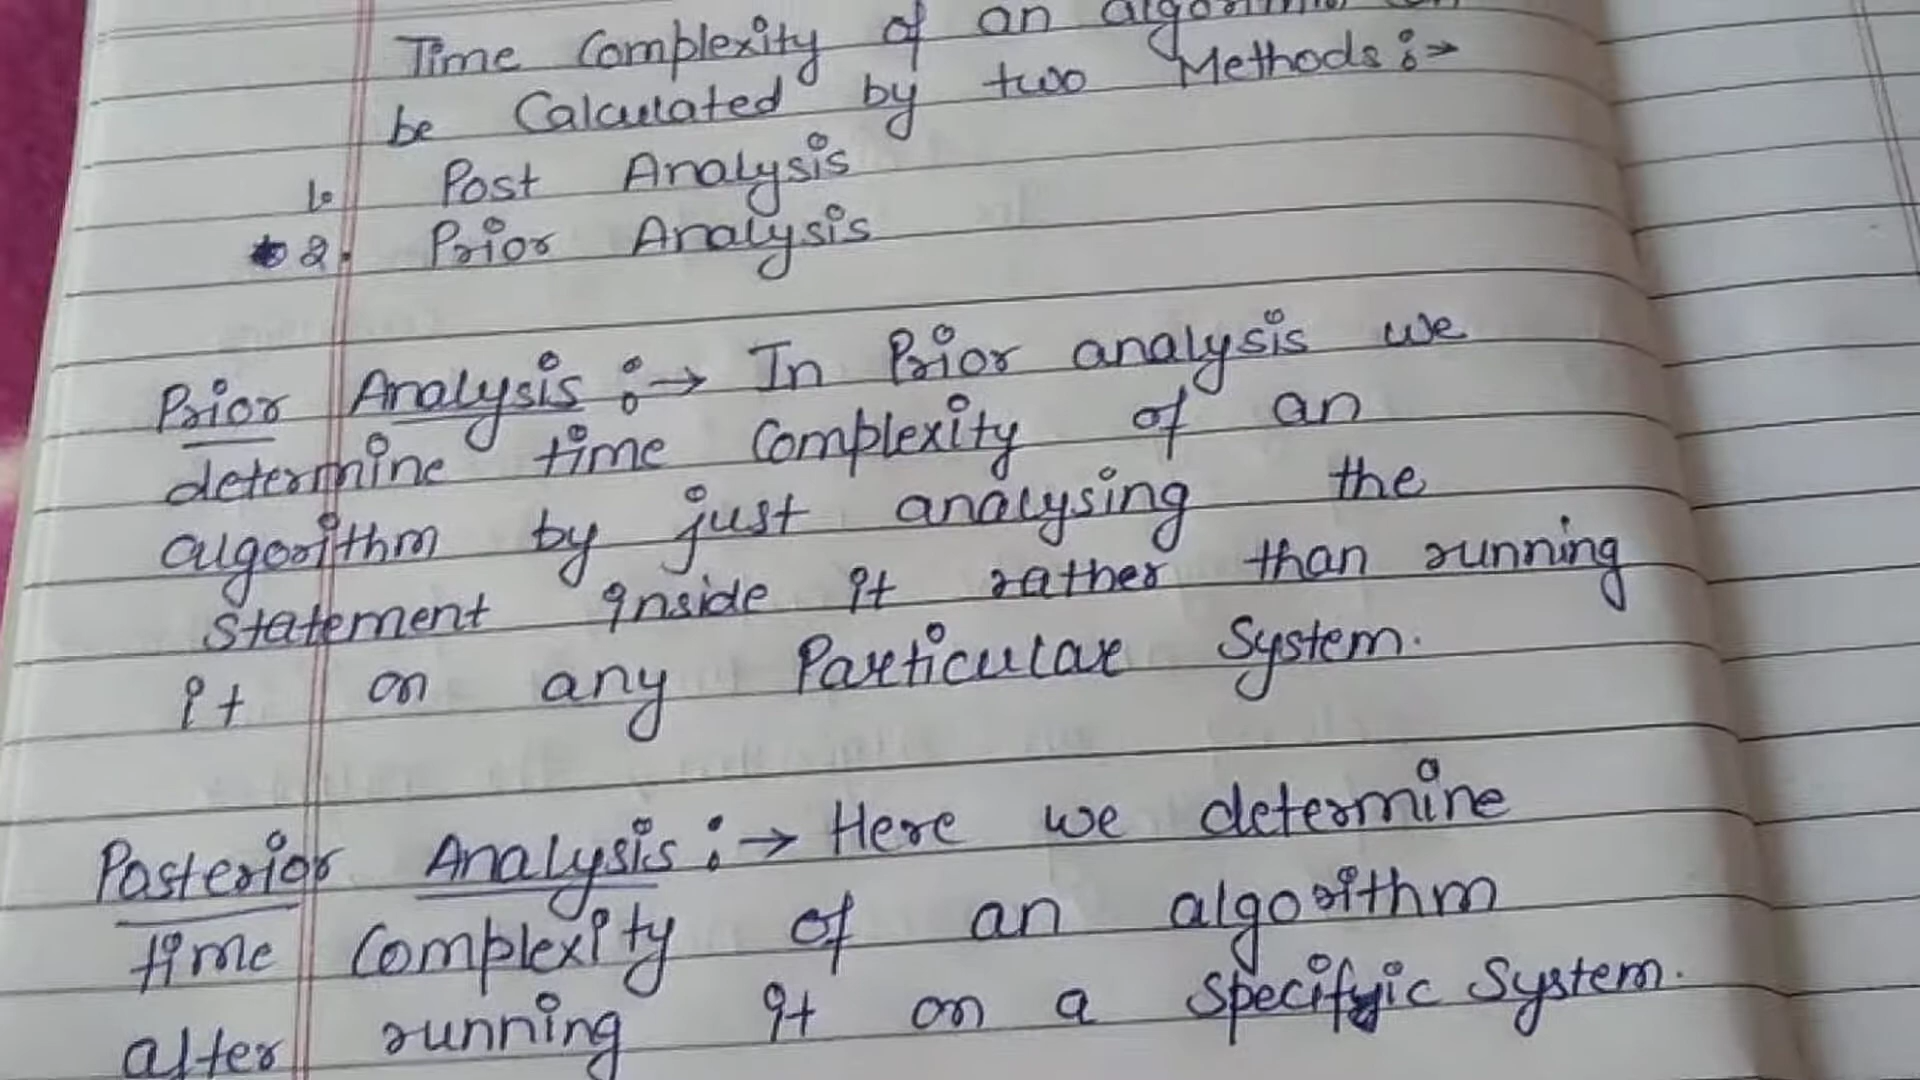 Time Complexity of an algorithm can
be Calculated by two Methods :→
1. Post Analysis
2. Prior Analysis
Prior Analysis :→ In Prior analysis we
determine time Complexity of an
algorithm by just analysing the
statement inside it rather than running
it on any Particular System.
Posterior Analysis :→ Here we determine
time Complexity of an algorithm
after running it on a Specific System.